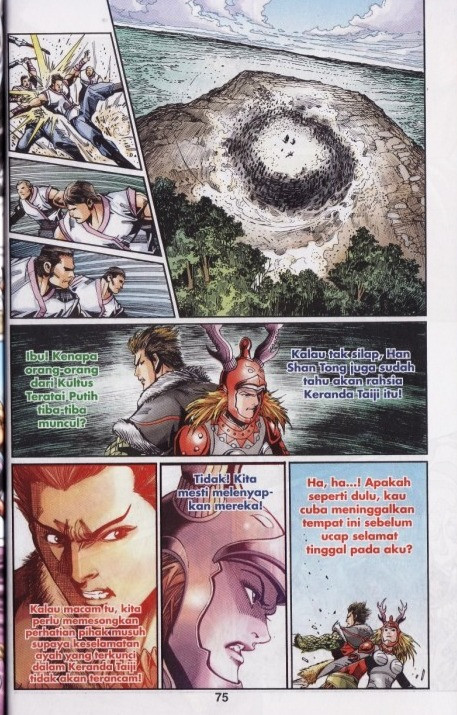 Ibu! Kenapa
orang-orang
dari Kultus
Teratai Putih
tiba-tiba
muncul?
Kalau tak silap, Han
Shan Tong juga sudah
tahu akan rahsia
Keranda Taiji itu!
Kalau macam tu, kita
perlu memesongkan
perhatian pihak musuh
supaya keselamatan
ayah yang terkunci
dalam Keranda Taiji
tidak akan terancam!
Tidak! Kita
mesti melenyap-
kan mereka!
Ha, ha...! Apakah
seperti dulu, kau
cuba meninggalkan
tempat ini sebelum
ucap selamat
tinggal pada aku?
75